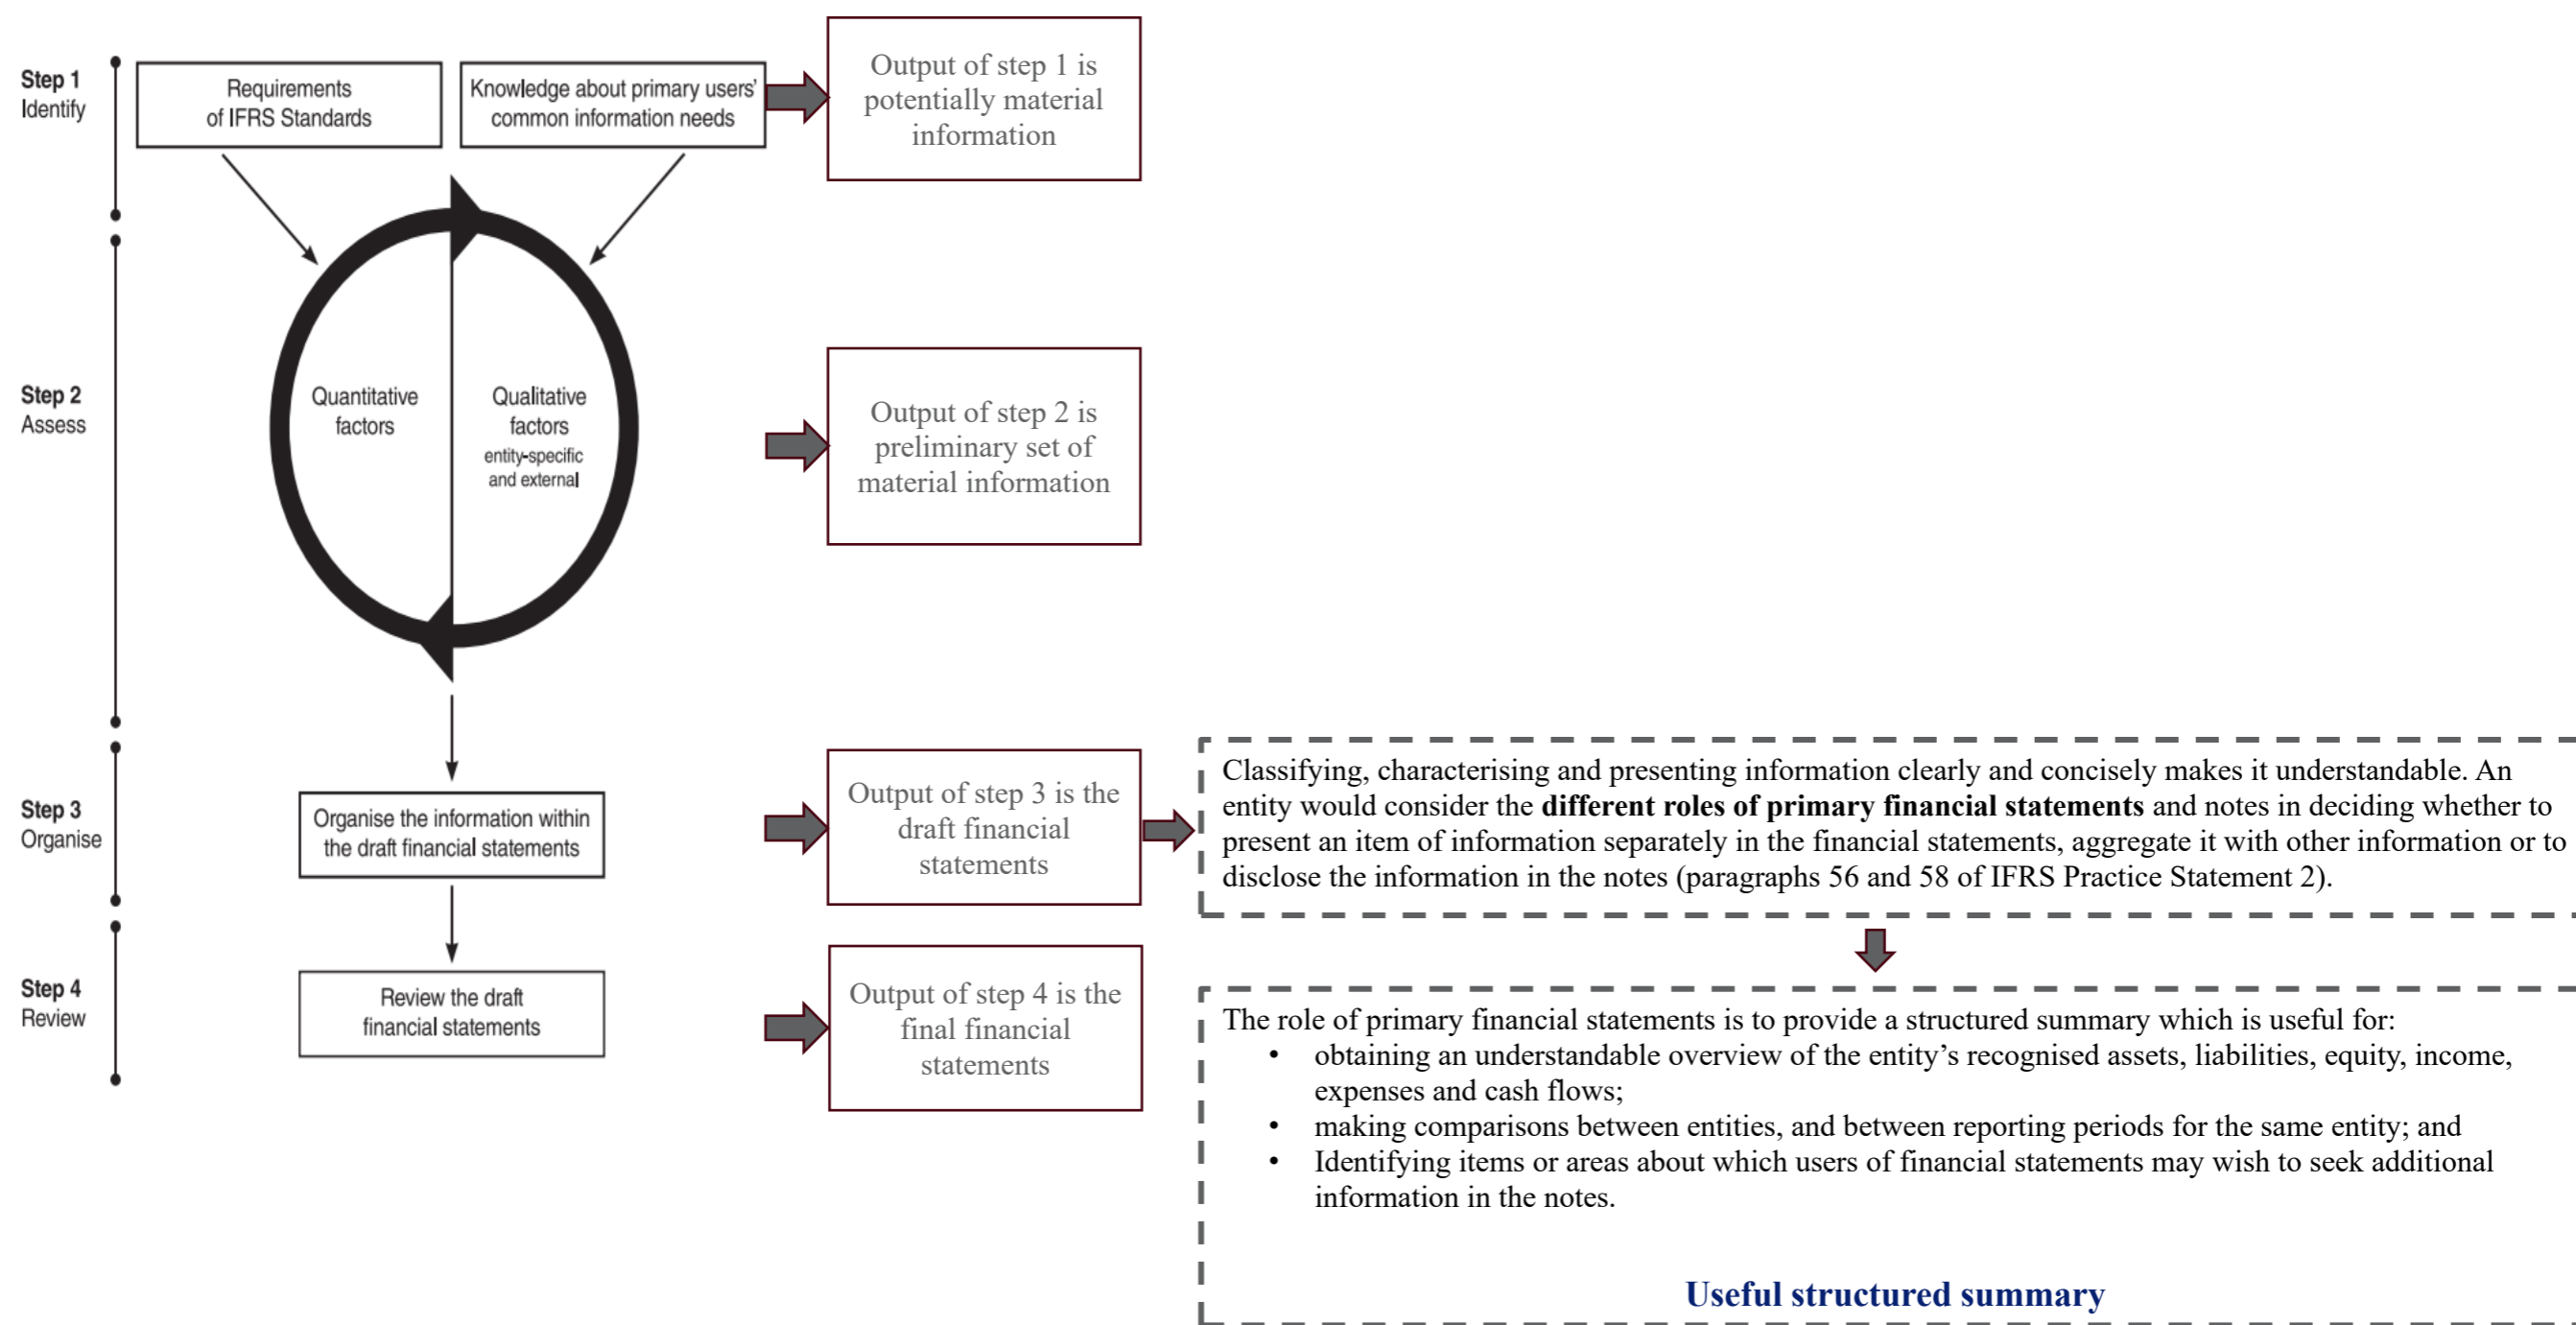 Step 1
Identify
Requirements
of IFRS Standards
Knowledge about primary users'
common information needs
Output of step 1 is
potentially material
information
Step 2
Assess
Quantitative
factors
Qualitative
factors
entity-specific
and external
Output of step 2 is
preliminary set of
material information
Step 3
Organise
Organise the information within
the draft financial statements
Output of step 3 is the
draft financial
statements
Classifying, characterising and presenting information clearly and concisely makes it understandable. An
entity would consider the different roles of primary financial statements and notes in deciding whether to
present an item of information separately in the financial statements, aggregate it with other information or to
disclose the information in the notes (paragraphs 56 and 58 of IFRS Practice Statement 2).
Step 4
Review
Review the draft
financial statements
Output of step 4 is the
final financial
statements
The role of primary financial statements is to provide a structured summary which is useful for:
• obtaining an understandable overview of the entity’s recognised assets, liabilities, equity, income,
expenses and cash flows;
• making comparisons between entities, and between reporting periods for the same entity; and
• Identifying items or areas about which users of financial statements may wish to seek additional
information in the notes.
Useful structured summary